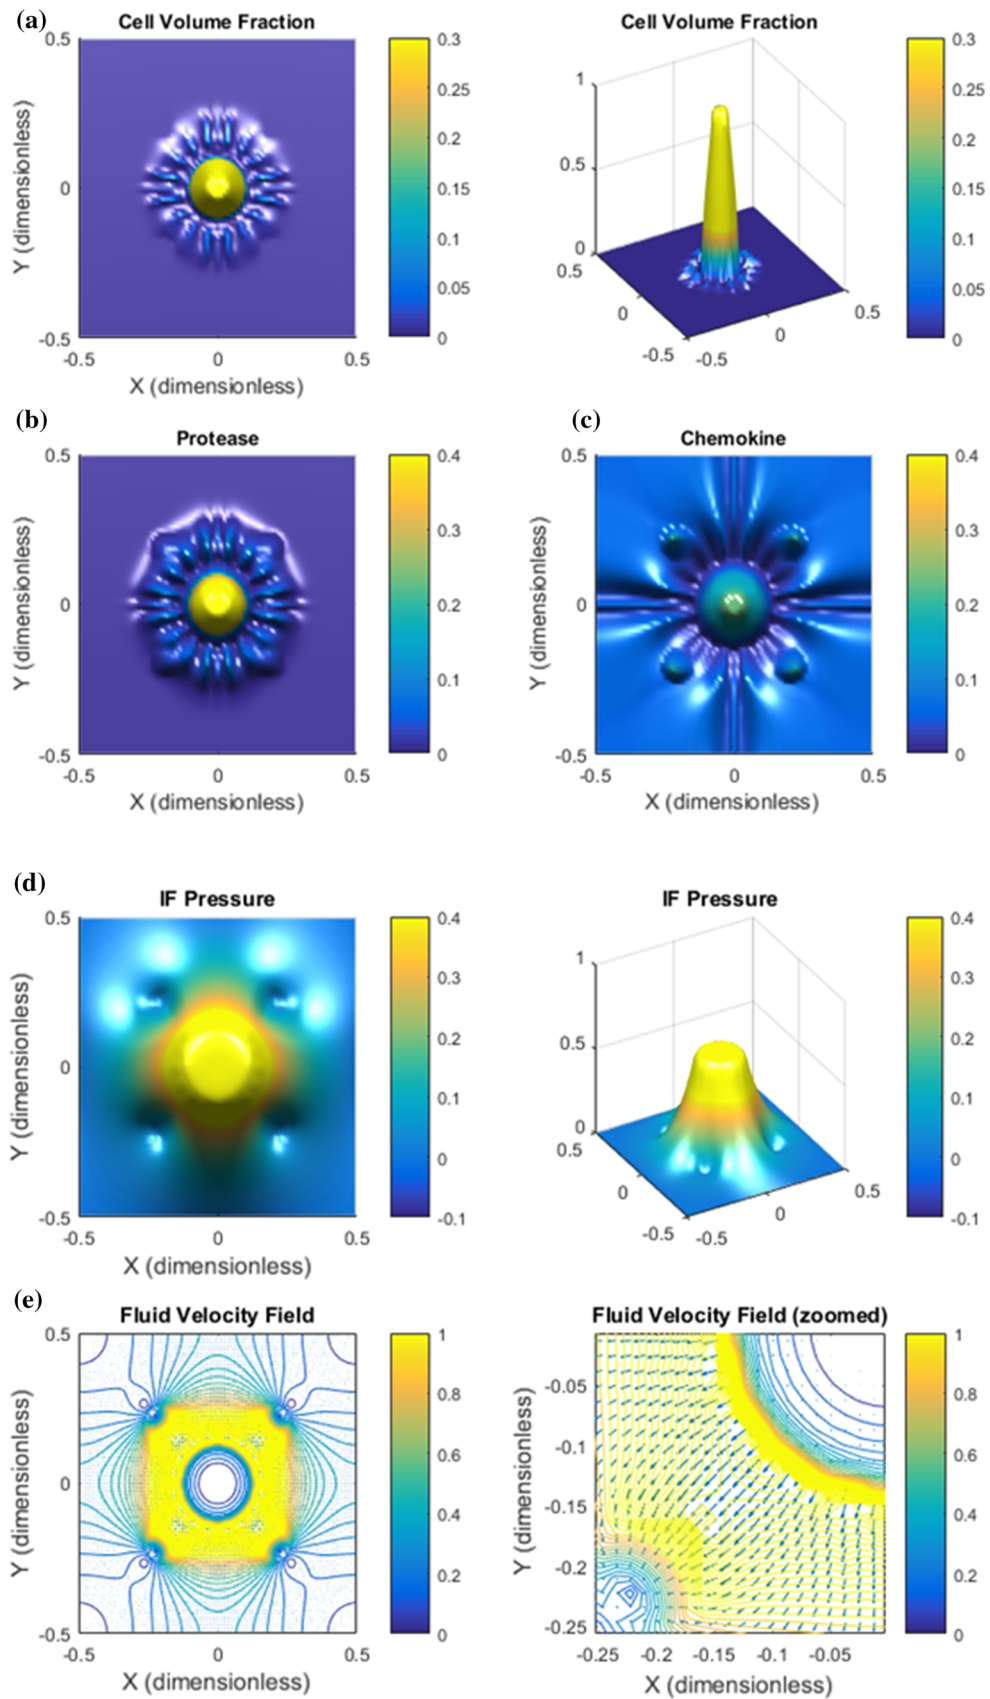 (a)
Cell Volume Fraction
0.5
0
-0.5
-0.5 0 0.5
X (dimensionless)
Y (dimensionless)
0.3
0.25
0.2
0.15
0.1
0.05
0
Cell Volume Fraction
1
0.5
0
0.5
0
-0.5
-0.5
0
0.5
0.3
0.25
0.2
0.15
0.1
0.05
0
(b)
Protease
0.5
0
-0.5
-0.5 0 0.5
X (dimensionless)
Y (dimensionless)
0.4
0.3
0.2
0.1
0
(c)
Chemokine
0.5
0
-0.5
-0.5 0 0.5
X (dimensionless)
Y (dimensionless)
0.4
0.3
0.2
0.1
0
(d)
IF Pressure
0.5
0
-0.5
-0.5 0 0.5
X (dimensionless)
Y (dimensionless)
0.4
0.3
0.2
0.1
0
-0.1
IF Pressure
1
0.5
0
0.5
0
-0.5
-0.5
0
0.5
0.4
0.3
0.2
0.1
0
-0.1
(e)
Fluid Velocity Field
0.5
0
-0.5
-0.5 0 0.5
X (dimensionless)
Y (dimensionless)
1
0.8
0.6
0.4
0.2
0
Fluid Velocity Field (zoomed)
-0.05
-0.1
-0.15
-0.2
-0.25
-0.25 -0.2 -0.15 -0.1 -0.05
X (dimensionless)
Y (dimensionless)
1
0.8
0.6
0.4
0.2
0